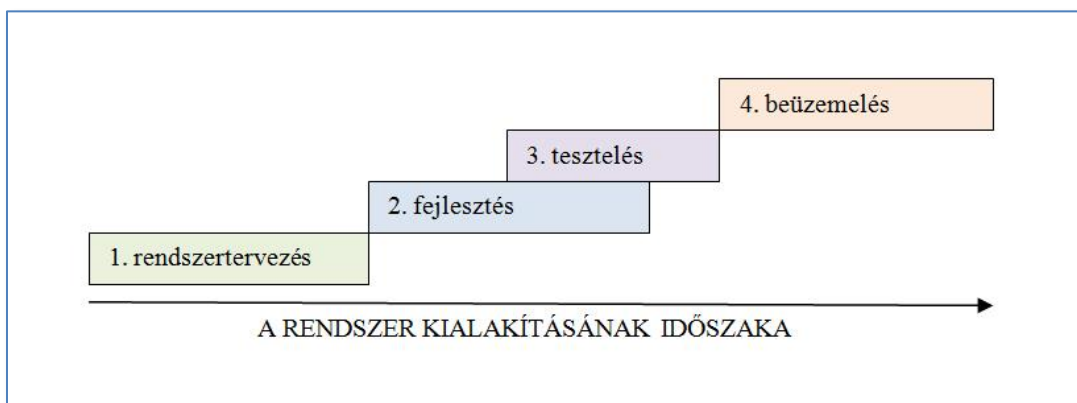 4. beüzemelés
3. tesztelés
2. fejlesztés
1. rendszertervezés
A RENDSZER KIALAKÍTÁSÁNAK IDŐSZAKA